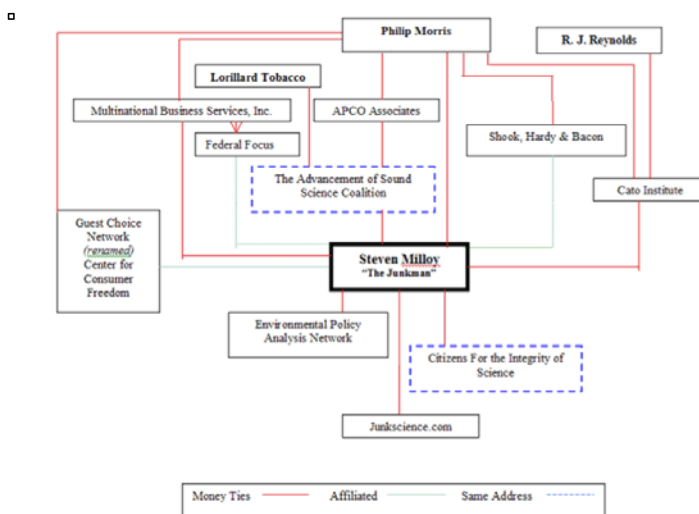 Philip Morris
R. J. Reynolds
Lorillard Tobacco
Multinational Business Services, Inc.
APCO Associates
Federal Focus
Shook, Hardy & Bacon
The Advancement of Sound
Science Coalition
Cato Institute
Guest Choice
Network
(renamed)
Center for
Consumer
Freedom
Steven Milloy
"The Junkman"
Environmental Policy
Analysis Network
Citizens For the Integrity of
Science
Junkscience.com
Money Ties
Affiliated
Same Address